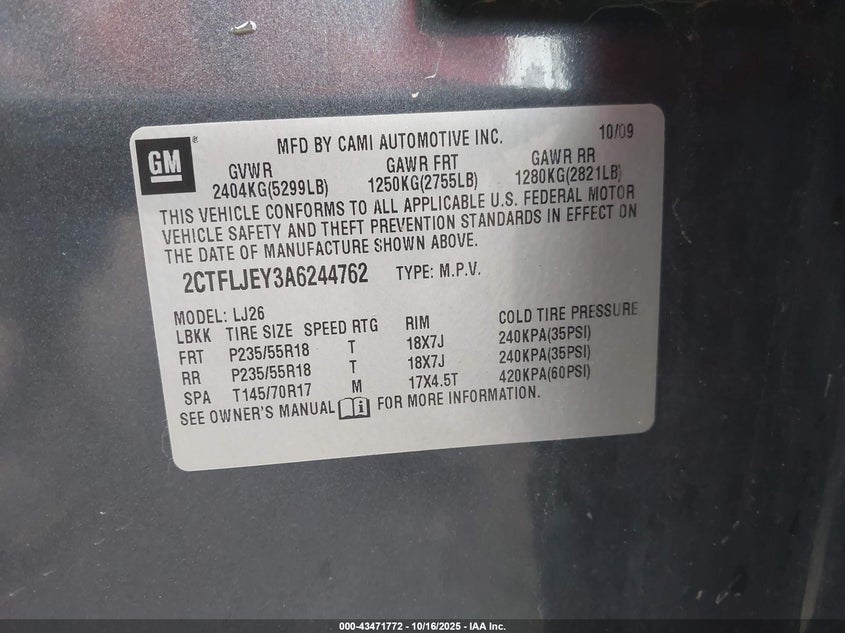 GM
®
MFD BY CAMI AUTOMOTIVE INC. 10/09
GVWR GAWR FRT GAWR RR
2404KG(5299LB) 1250KG(2755LB) 1280KG(2821LB)
THIS VEHICLE CONFORMS TO ALL APPLICABLE U.S. FEDERAL MOTOR
VEHICLE SAFETY AND THEFT PREVENTION STANDARDS IN EFFECT ON
THE DATE OF MANUFACTURE SHOWN ABOVE.
2CTFLJEY3A6244762 TYPE: M.P.V.
MODEL: LJ26
LBKK TIRE SIZE SPEED RTG RIM COLD TIRE PRESSURE
FRT P235/55R18 T 18X7J 240KPA(35PSI)
RR P235/55R18 T 18X7J 240KPA(35PSI)
SPA T145/70R17 M 17X4.5T 420KPA(60PSI)
SEE OWNER'S MANUAL FOR MORE INFORMATION.
000-43471772 - 10/16/2025 - IAA Inc.